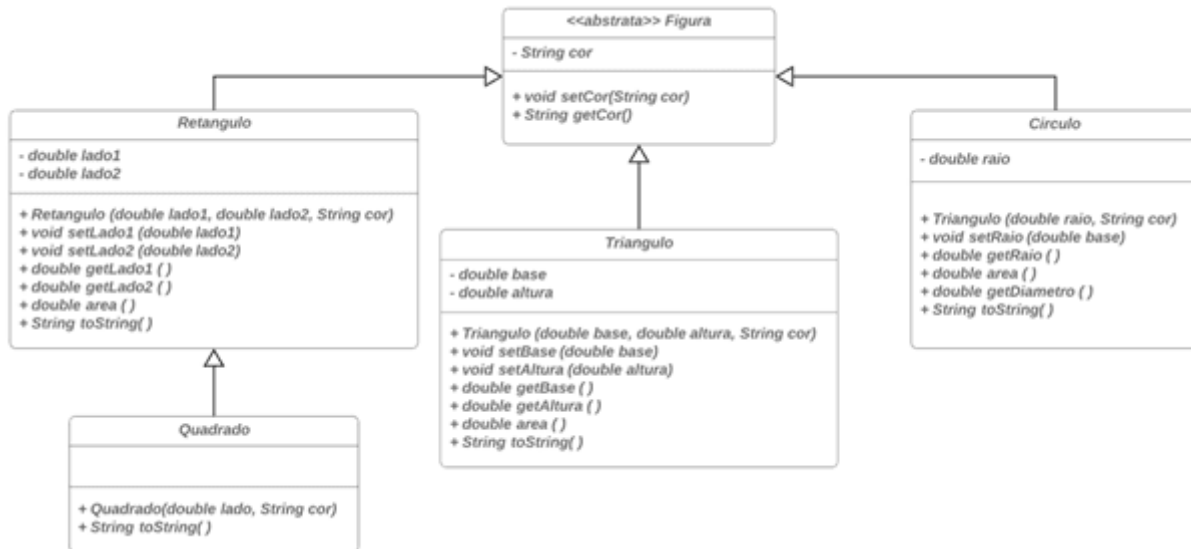 <<abstrata>> Figura
- String cor
+ void setCor(String cor)
+ String getCor()
Retangulo
- double lado1
- double lado2
+ Retangulo (double lado1, double lado2, String cor)
+ void setLado1 (double lado1)
+ void setLado2 (double lado2)
+ double getLado1 ( )
+ double getLado2 ( )
+ double area ( )
+ String toString( )
Triangulo
- double base
- double altura
+ Triangulo (double base, double altura, String cor)
+ void setBase (double base)
+ void setAltura (double altura)
+ double getBase ( )
+ double getAltura ( )
+ double area ( )
+ String toString( )
Circulo
- double raio
+ Triangulo (double raio, String cor)
+ void setRaio (double base)
+ double getRaio ( )
+ double area ( )
+ double getDiametro ( )
+ String toString( )
Quadrado
+ Quadrado(double lado, String cor)
+ String toString( )